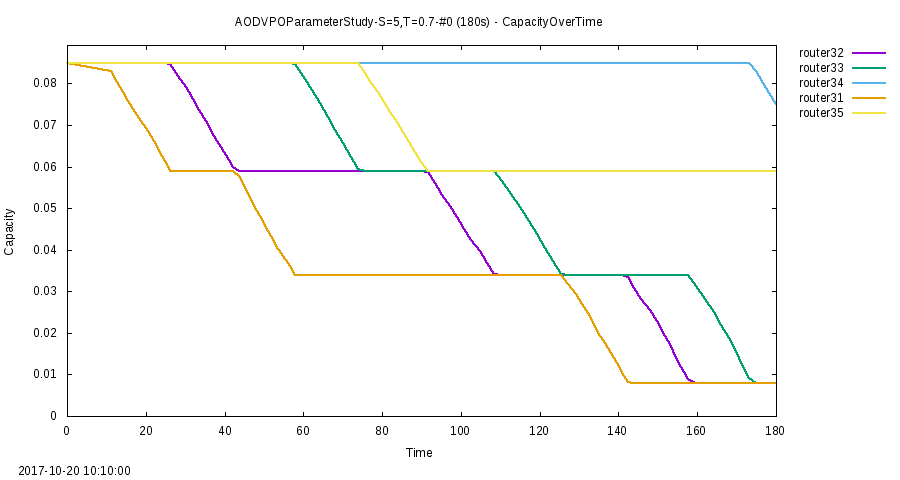 AODVPOParameterStudy-S=5,T=0.7-#0 (180s) - CapacityOverTime
router32
router33
router34
router31
router35
0.08
0.07
0.06
0.05
0.04
0.03
0.02
0.01
0
Capacity
0 20 40 60 80 100 120 140 160 180
Time
2017-10-20 10:10:00